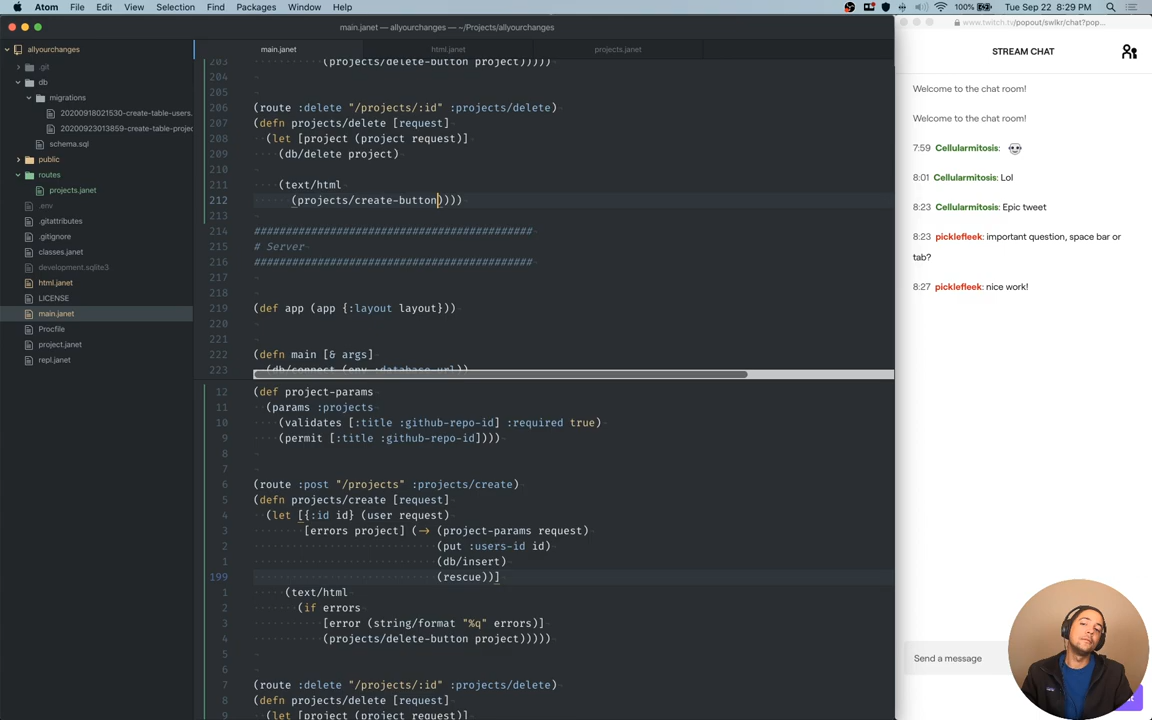 Atom File Edit View Selection Find Packages Window Help 100% Tue Sep 22 8:29 PM
main.janet — allyourchanges — ~/Projects/allyourchanges
www.twitch.tv/popout/swlkr/chat?pop...
allyourchanges
.git
db
migrations
20200918021530-create-table-users.
20200923013859-create-table-projec
schema.sql
public
routes
projects.janet
.env
.gitattributes
.gitignore
classes.janet
development.sqlite3
html.janet
LICENSE
main.janet
Procfile
project.janet
repl.janet
main.janet html.janet projects.janet
203 (projects/delete-button project)))))
204
205
206 (route :delete "/projects/:id" :projects/delete)
207 (defn projects/delete [request]
208 (let [project (project request)]
209 (db/delete project)
210
211 (text/html
212 (projects/create-button))))
213
214 ############################################
215 # Server
216 ############################################
217
218
219 (def app (app {:layout layout}))
220
221
222 (defn main [& args]
223 (db/connect (env :database-url))
12 (def project-params
11 (params :projects
10 (validates [:title :github-repo-id] :required true)
9 (permit [:title :github-repo-id])))
8
7
6 (route :post "/projects" :projects/create)
5 (defn projects/create [request]
4 (let [{:id id} (user request)
3 [errors project] (-> (project-params request)
2 (put :users-id id)
1 (db/insert)
199 (rescue))]
1 (text/html
2 (if errors
3 [error (string/format "%q" errors)]
4 (projects/delete-button project)))))
5
6
7 (route :delete "/projects/:id" :projects/delete)
8 (defn projects/delete [request]
9 (let [project (project request)]
STREAM CHAT
Welcome to the chat room!
Welcome to the chat room!
7:59 Cellularmitosis:
8:01 Cellularmitosis: Lol
8:23 Cellularmitosis: Epic tweet
8:23 picklefleek: important question, space bar or
tab?
8:27 picklefleek: nice work!
Send a message